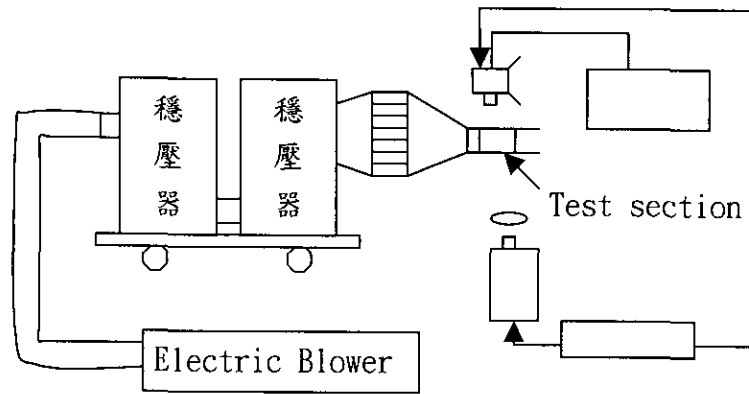 穩壓器
穩壓器
Test section
Electric Blower